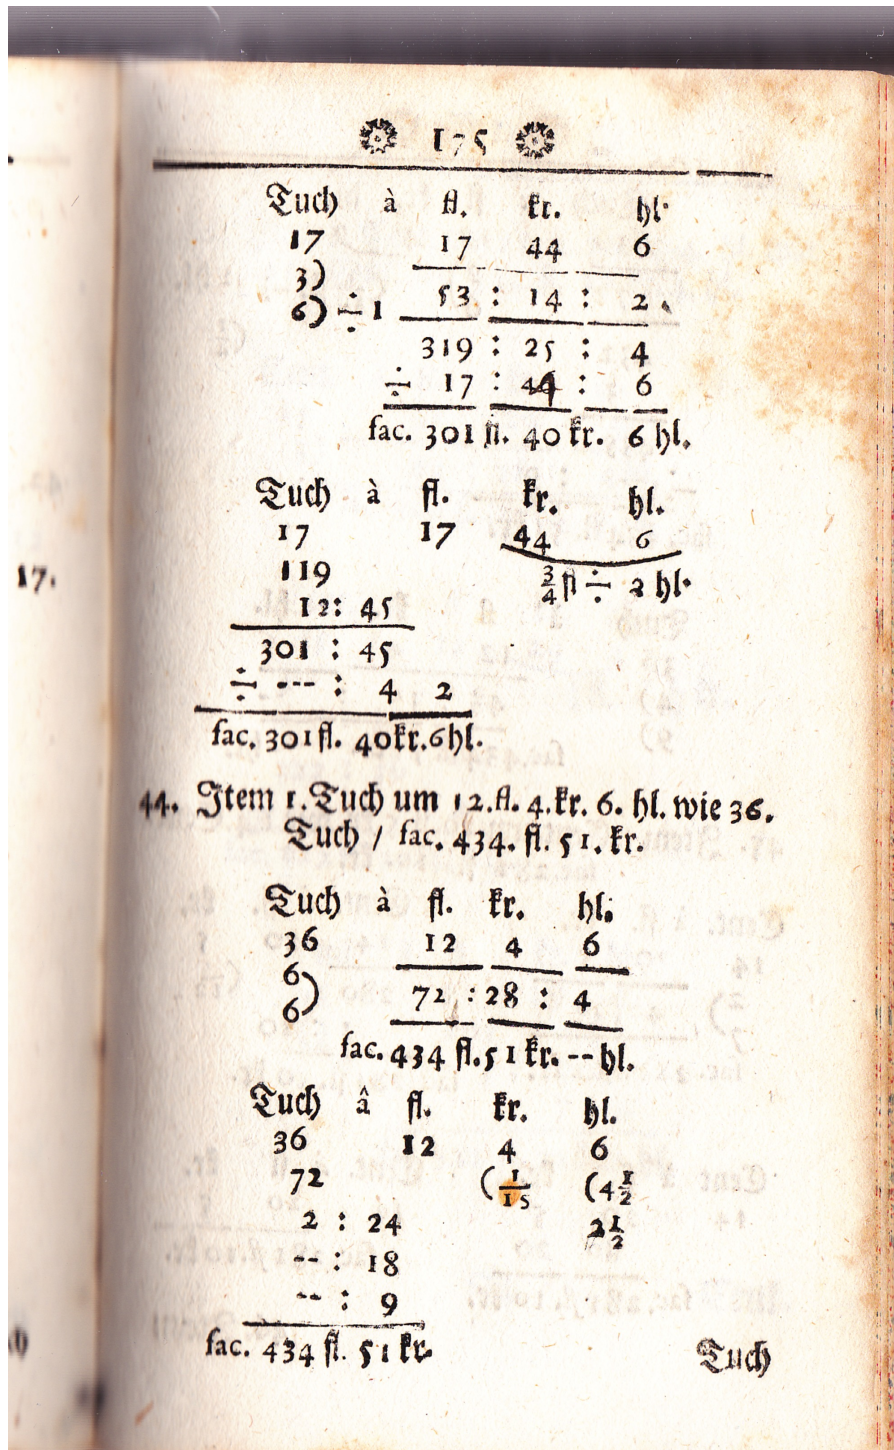 175
Tuch à fl. kr. hl.
17 17 44 6
3)
6) ÷ 1 53 : 14 : 2
319 : 25 : 4
÷ 17 : 44 : 6
fac. 301 fl. 40 kr. 6 hl.
Tuch à fl. kr. hl.
17 17 44 6
119 3/4 fl ÷ 2 hl.
12: 45
301 : 45
÷ --- : 4 2
fac. 301 fl. 40 kr. 6 hl.
44. Item 1. Tuch um 12. fl. 4. kr. 6. hl. wie 36.
Tuch / fac. 434. fl. 51. kr.
Tuch à fl. kr. hl.
36 12 4 6
6
6) 72 : 28 : 4
fac. 434 fl. 51 kr. -- hl.
Tuch â fl. kr. hl.
36 12 4 6
72 (1/15 (4 1/2
2 : 24 2 1/2
-- : 18
-- : 9
fac. 434 fl. 51 kr.
Tuch
17.